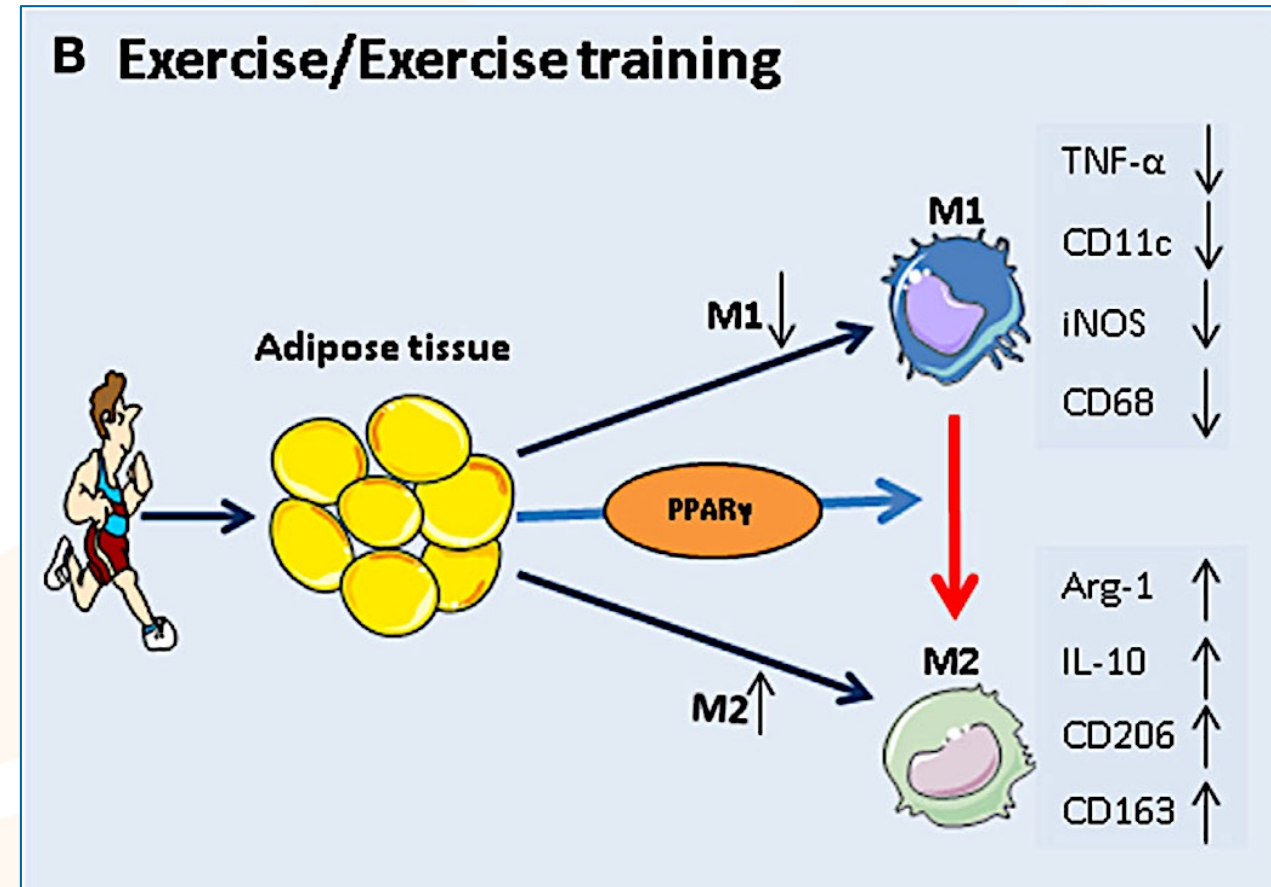 B Exercise/Exercise training
TNF-α ↓
CD11c ↓
iNOS ↓
CD68 ↓
M1
M1 ↓
Adipose tissue
PPARγ
Arg-1 ↑
IL-10 ↑
CD206 ↑
CD163 ↑
M2
M2 ↑